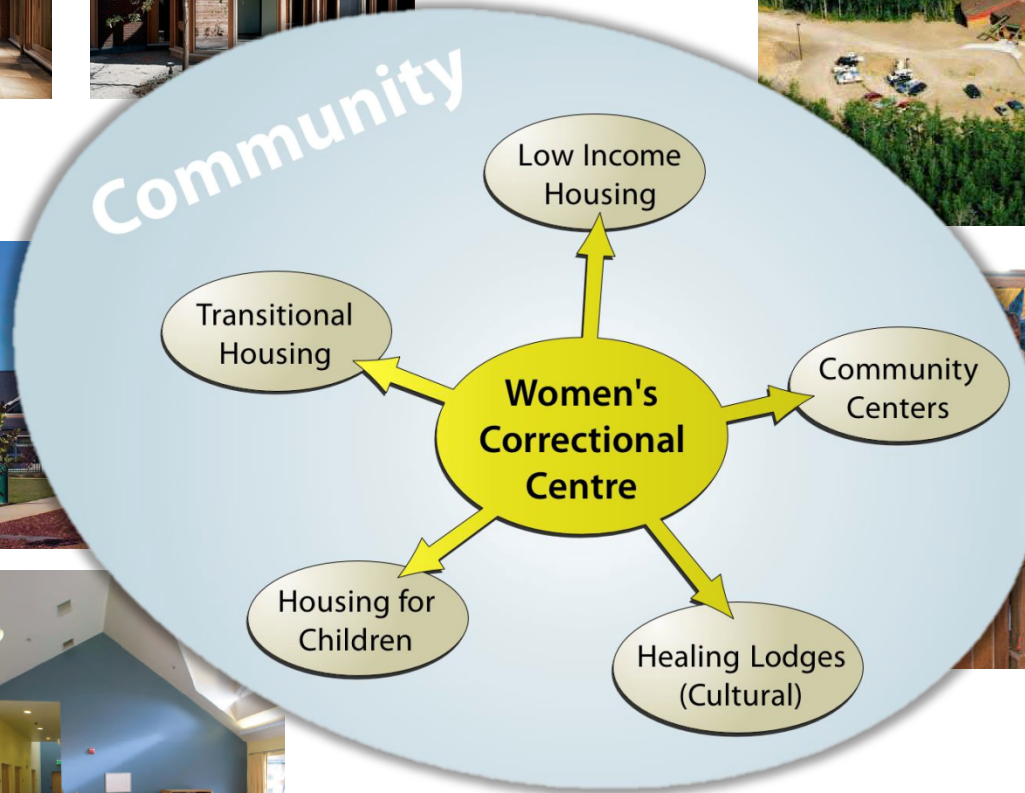 Community
Low Income
Housing
Transitional
Housing
Community
Centers
Women's
Correctional
Centre
Housing for
Children
Healing Lodges
(Cultural)